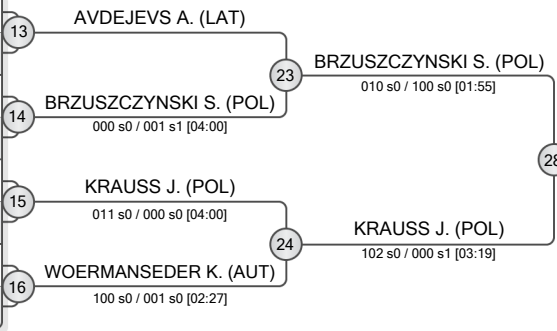 13
AVDEJEVS A. (LAT)
23
BRZUSZCZYNSKI S. (POL)
010 s0 / 100 s0 [01:55]
14
BRZUSZCZYNSKI S. (POL)
000 s0 / 001 s1 [04:00]
28
15
KRAUSS J. (POL)
011 s0 / 000 s0 [04:00]
24
KRAUSS J. (POL)
102 s0 / 000 s1 [03:19]
16
WOERMANSEDER K. (AUT)
100 s0 / 001 s0 [02:27]